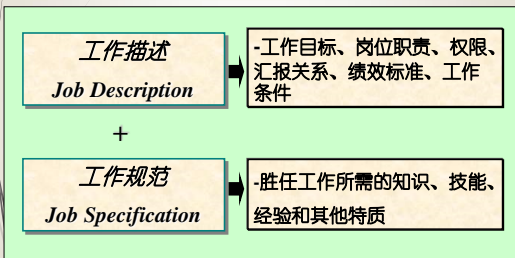 工作描述
Job Description
-工作目标、岗位职责、权限、
汇报关系、绩效标准、工作
条件
+
工作规范
Job Specification
-胜任工作所需的知识、技能、
经验和其他特质